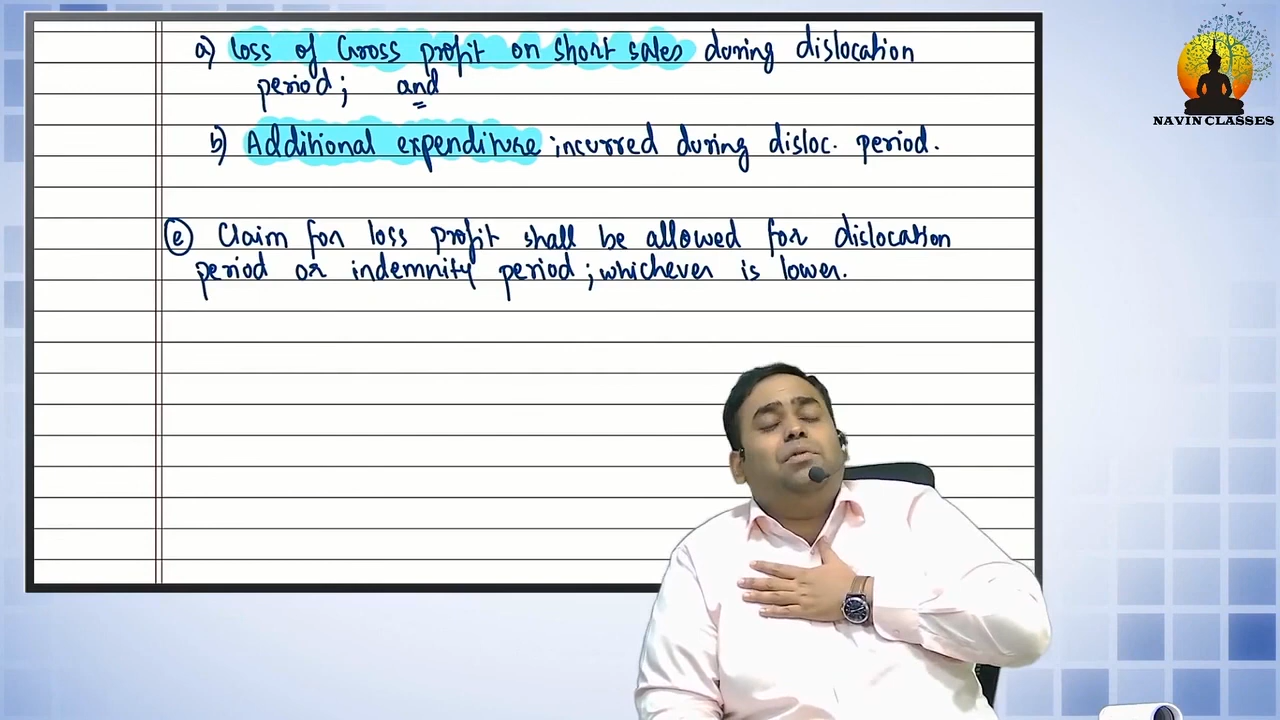 a) Loss of Gross profit on short sales during dislocation
period; and
b) Additional expenditure incurred during disloc. period.
e) Claim for loss profit shall be allowed for dislocation
period or indemnity period; whichever is lower.
NAVIN CLASSES